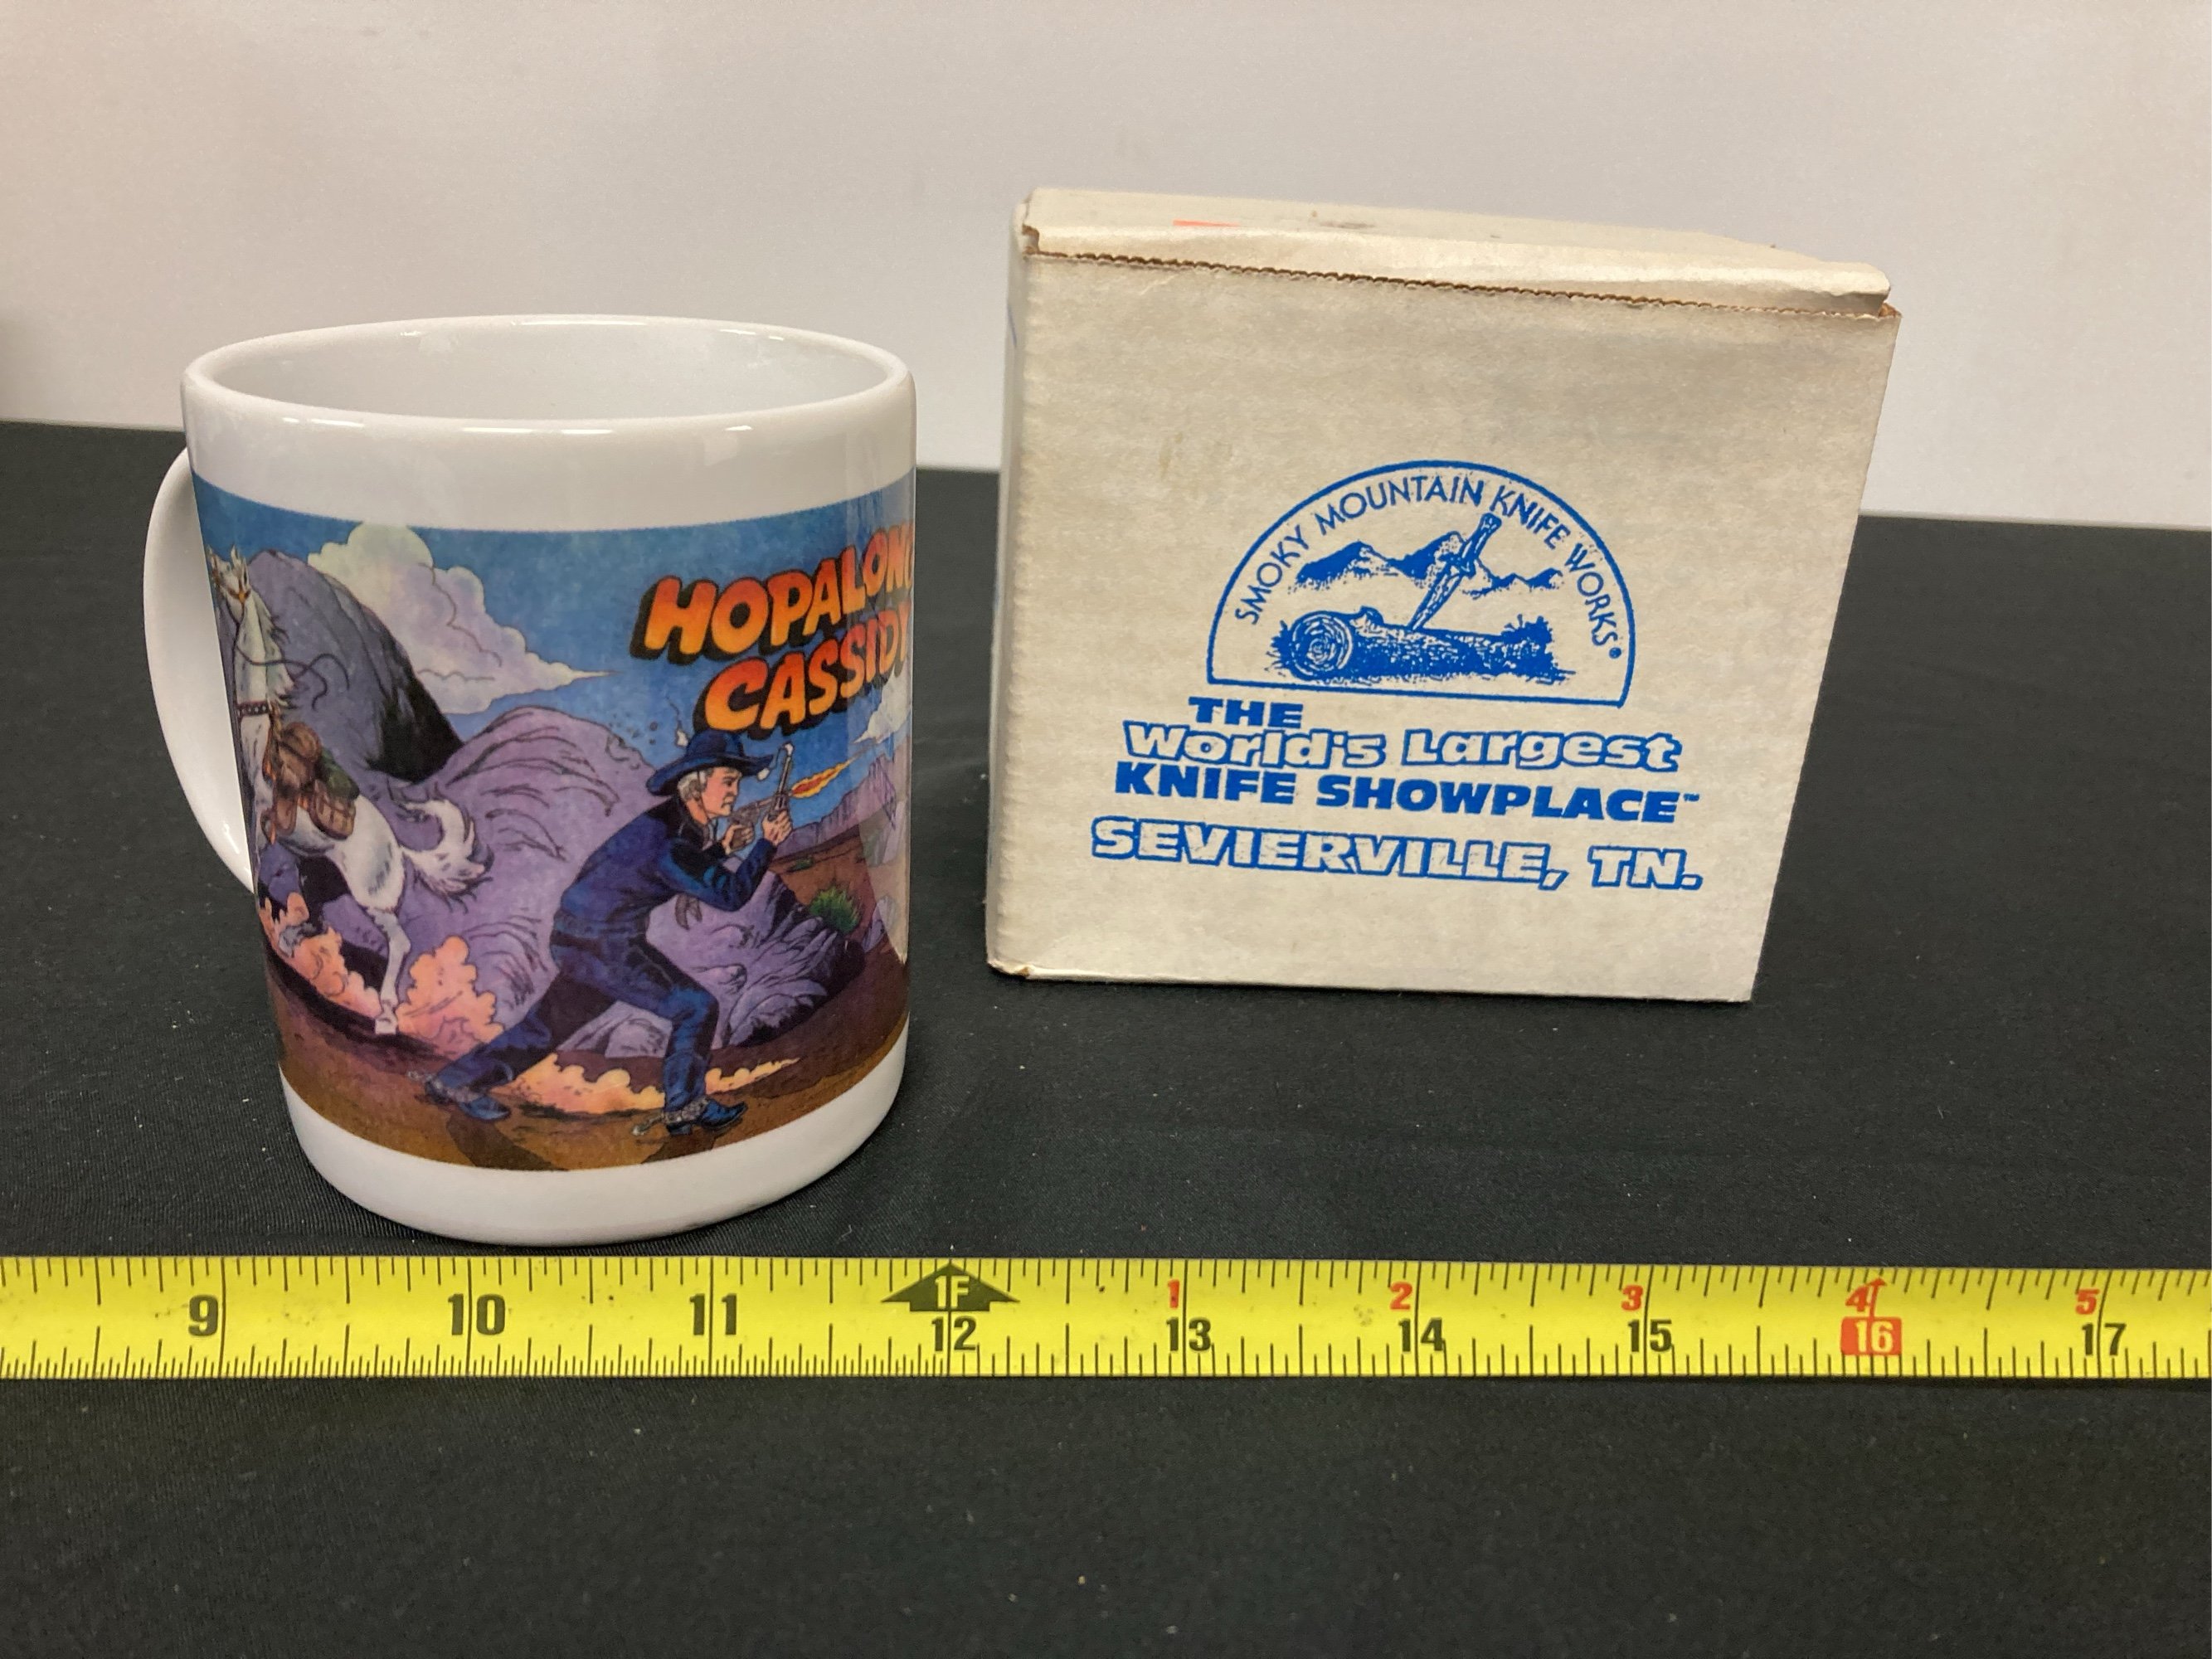 HOPALONG
CASSIDY
SMOKY MOUNTAIN KNIFE WORKS®
THE
World's Largest
KNIFE SHOWPLACE™
SEVIERVILLE, TN.
1F
1 2 3 4 5
9 10 11 12 13 14 15 16 17